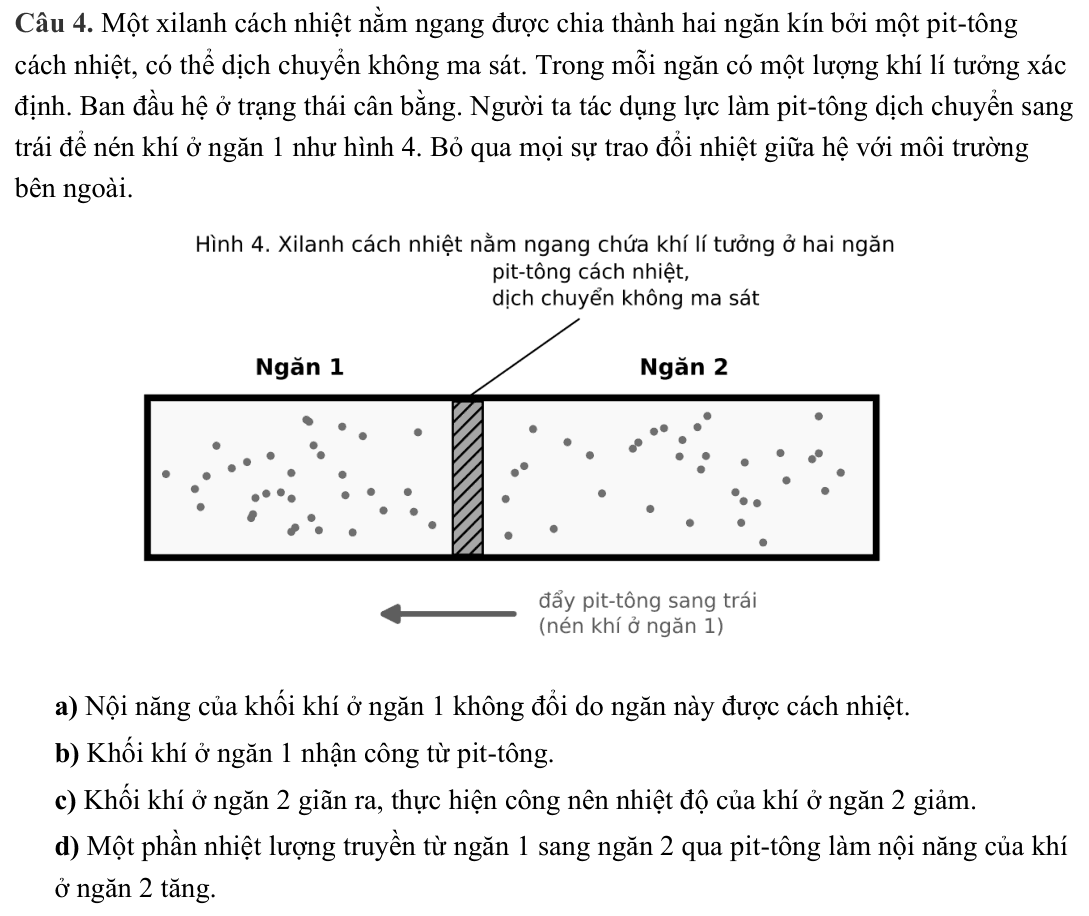 Câu 4. Một xilanh cách nhiệt nằm ngang được chia thành hai ngăn kín bởi một pit-tông
cách nhiệt, có thể dịch chuyển không ma sát. Trong mỗi ngăn có một lượng khí lí tưởng xác
định. Ban đầu hệ ở trạng thái cân bằng. Người ta tác dụng lực làm pit-tông dịch chuyển sang
trái để nén khí ở ngăn 1 như hình 4. Bỏ qua mọi sự trao đổi nhiệt giữa hệ với môi trường
bên ngoài.
Hình 4. Xilanh cách nhiệt nằm ngang chứa khí lí tưởng ở hai ngăn
pit-tông cách nhiệt,
dịch chuyển không ma sát
Ngăn 1
Ngăn 2
đẩy pit-tông sang trái
(nén khí ở ngăn 1)
a) Nội năng của khối khí ở ngăn 1 không đổi do ngăn này được cách nhiệt.
b) Khối khí ở ngăn 1 nhận công từ pit-tông.
c) Khối khí ở ngăn 2 giãn ra, thực hiện công nên nhiệt độ của khí ở ngăn 2 giảm.
d) Một phần nhiệt lượng truyền từ ngăn 1 sang ngăn 2 qua pit-tông làm nội năng của khí
ở ngăn 2 tăng.